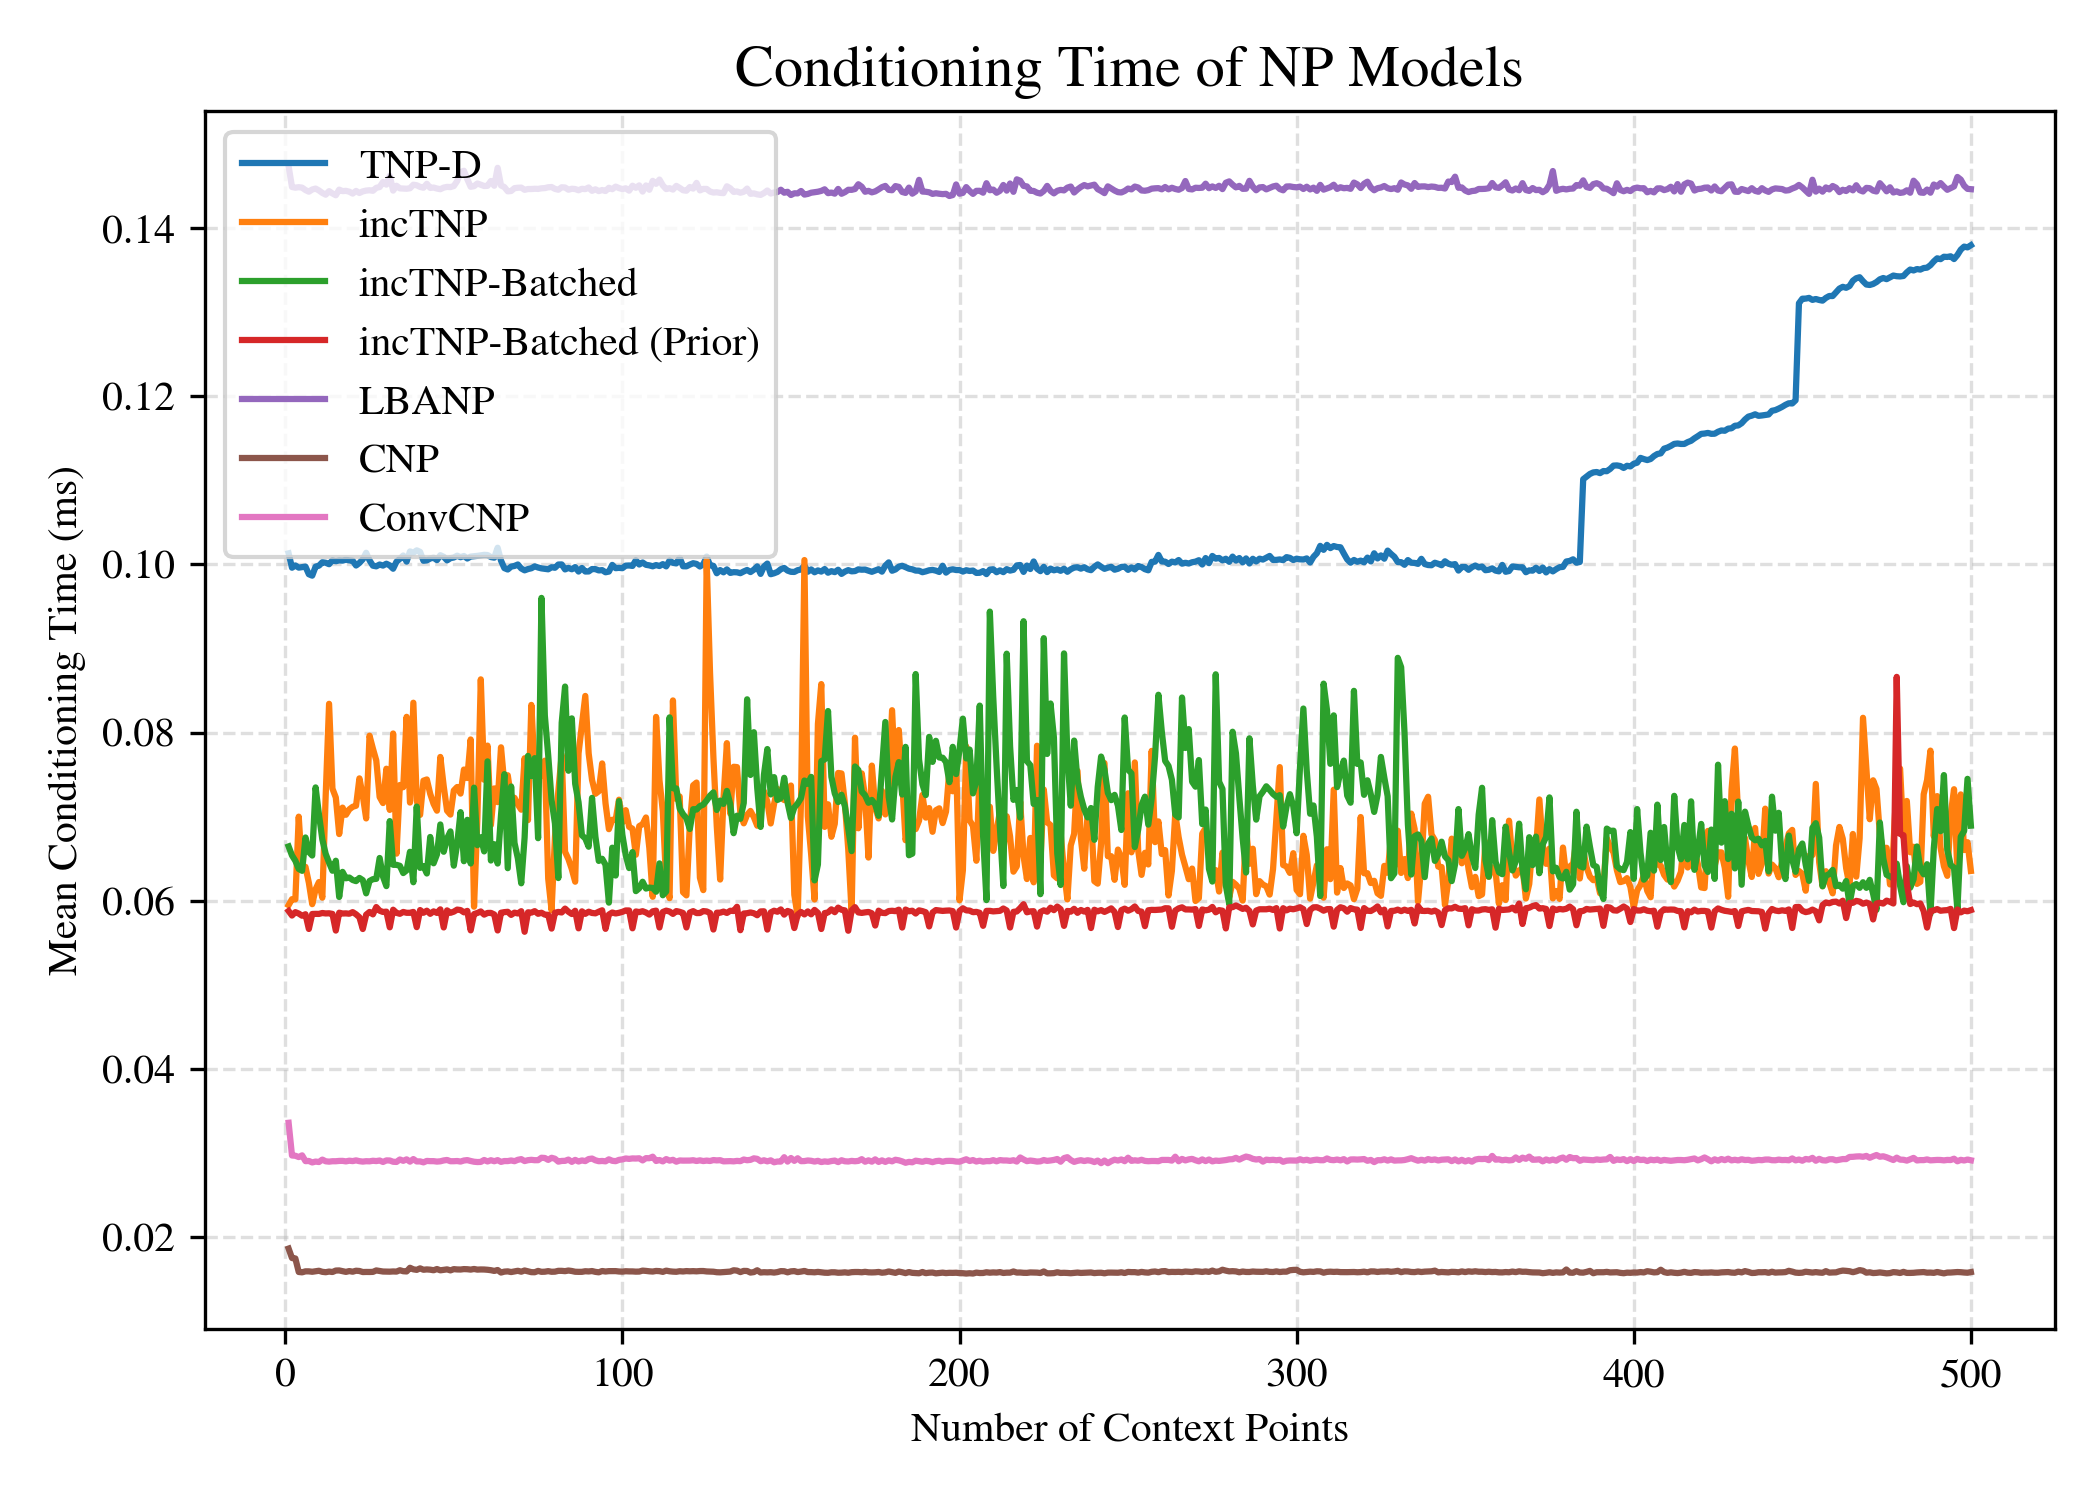 Conditioning Time of NP Models
TNP-D
incTNP
incTNP-Batched
incTNP-Batched (Prior)
LBANP
CNP
ConvCNP
Mean Conditioning Time (ms)
0.14
0.12
0.10
0.08
0.06
0.04
0.02
0 100 200 300 400 500
Number of Context Points